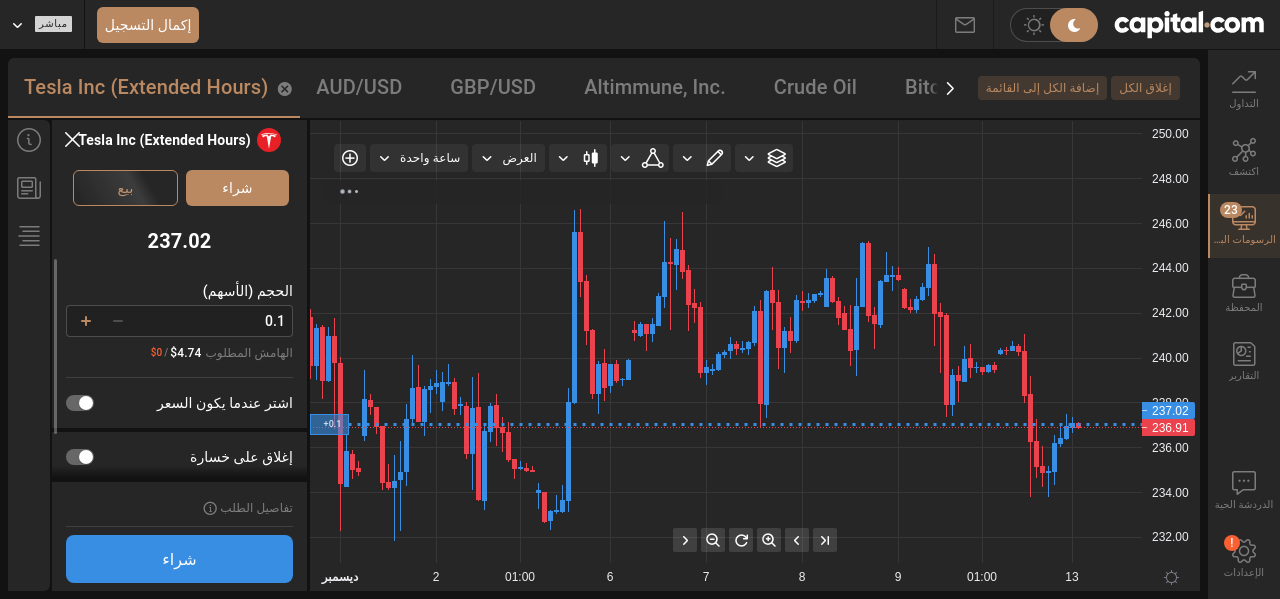 capital.com
إكمال التسجيل
مباشر
Tesla Inc (Extended Hours)
AUD/USD
GBP/USD
Altimmune, Inc.
Crude Oil
Bitc
إضافة الكل إلى القائمة
إغلاق الكل
Tesla Inc (Extended Hours)
شراء
بيع
237.02
الحجم (الأسهم)
0.1
الهامش المطلوب $4.74 / $0
اشتر عندما يكون السعر
إغلاق على خسارة
تفاصيل الطلب
شراء
ساعة واحدة
العرض
+0.1
250.00
248.00
246.00
244.00
242.00
240.00
238.00
237.02
236.91
236.00
234.00
232.00
ديسمبر
2
01:00
6
7
8
9
01:00
13
التداول
اكتشف
23
الرسومات الب...
المحفظة
التقارير
الدردشة الحية
!
الإعدادات